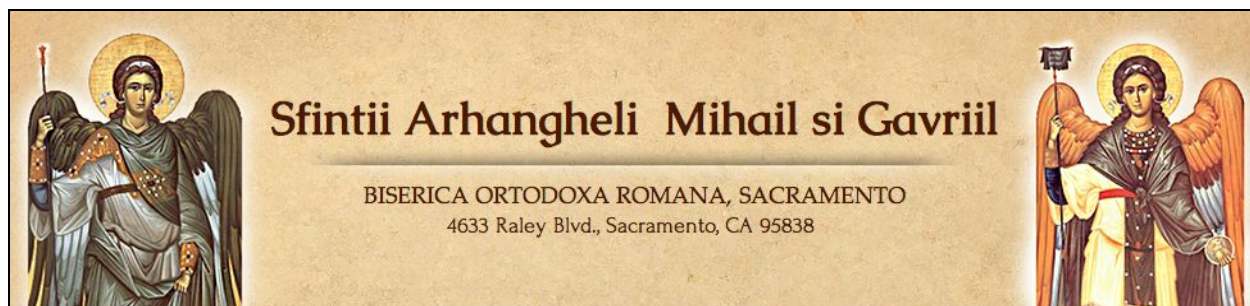 Sfintii Arhangheli Mihail si Gavriil
BISERICA ORTODOXA ROMANA, SACRAMENTO
4633 Raley Blvd., Sacramento, CA 95838